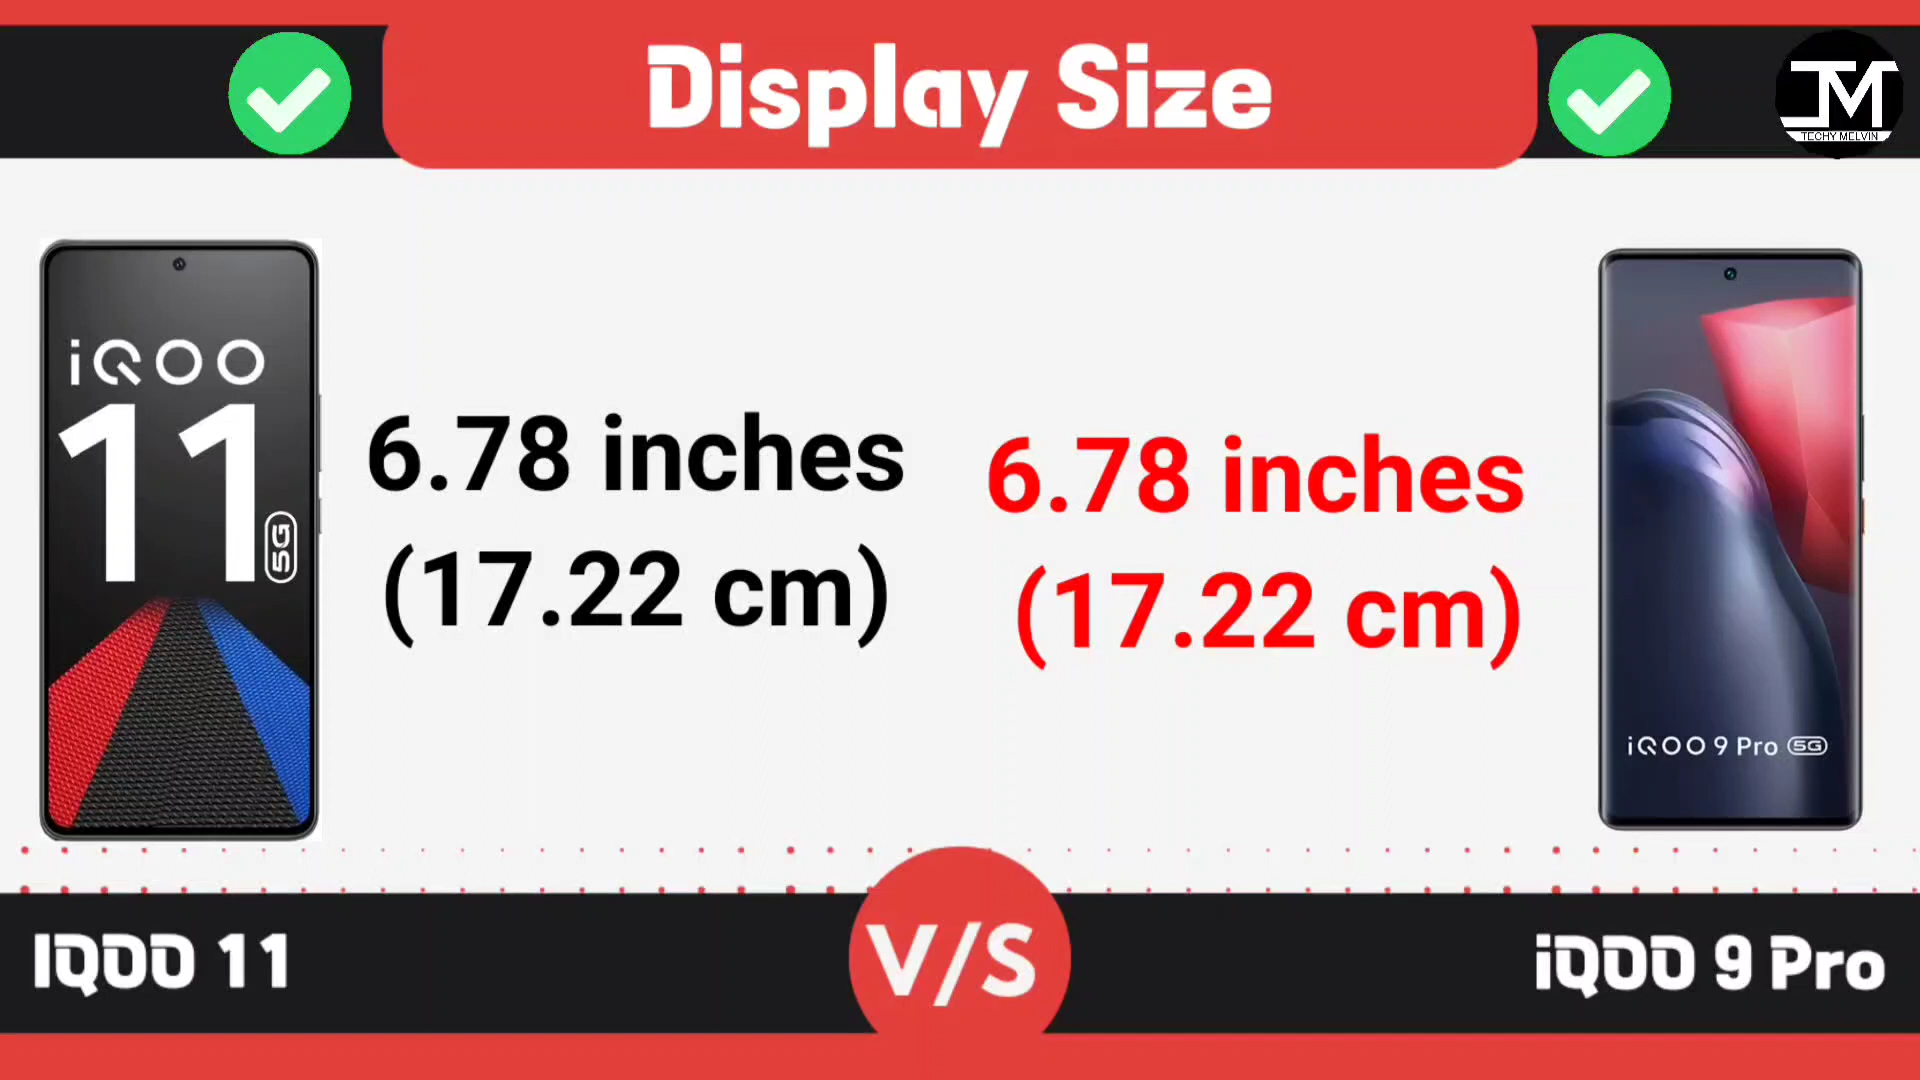 Display Size
JM
TECHY MELVIN
iQOO
11
5G
6.78 inches
(17.22 cm)
6.78 inches
(17.22 cm)
iQOO 9 Pro 5G
IQOO 11
V/S
iQOO 9 Pro